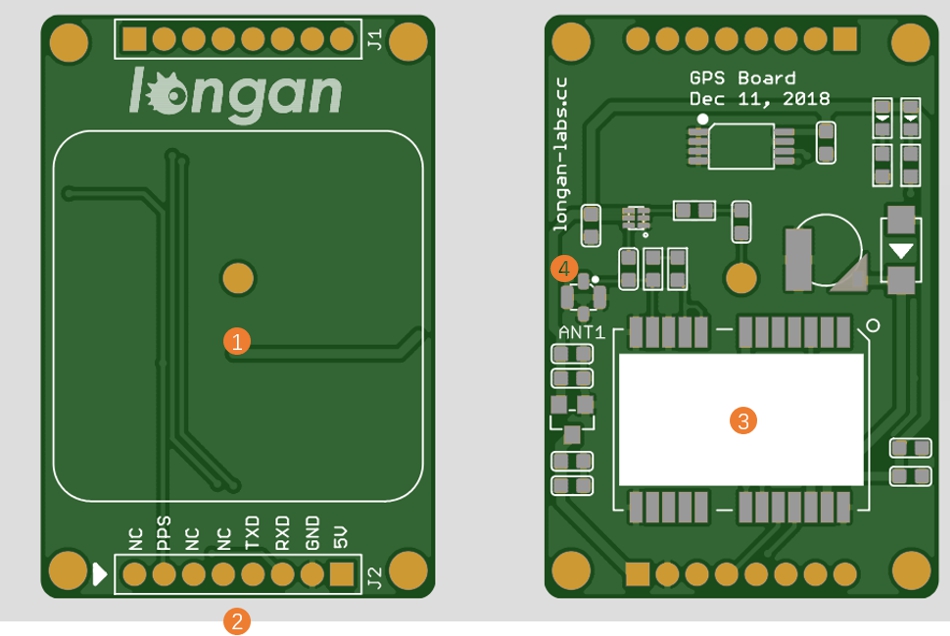 J1
longan
1
NC
PPS
NC
NC
TXD
RXD
GND
5V
J2
2
GPS Board
Dec 11, 2018
longan-labs.cc
4
ANT1
3